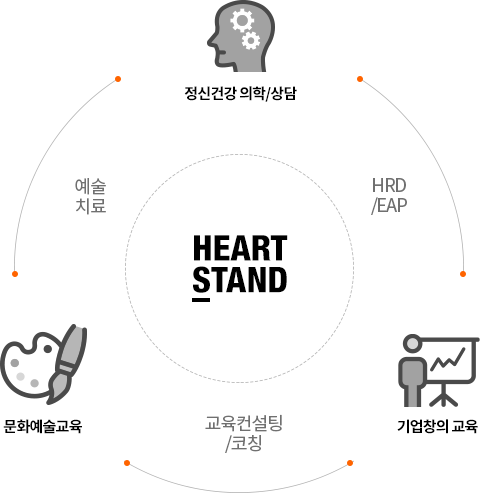 정신건강 의학/상담
예술
치료
HRD
/EAP
HEART
STAND
문화예술교육
기업창의 교육
교육컨설팅
/코칭